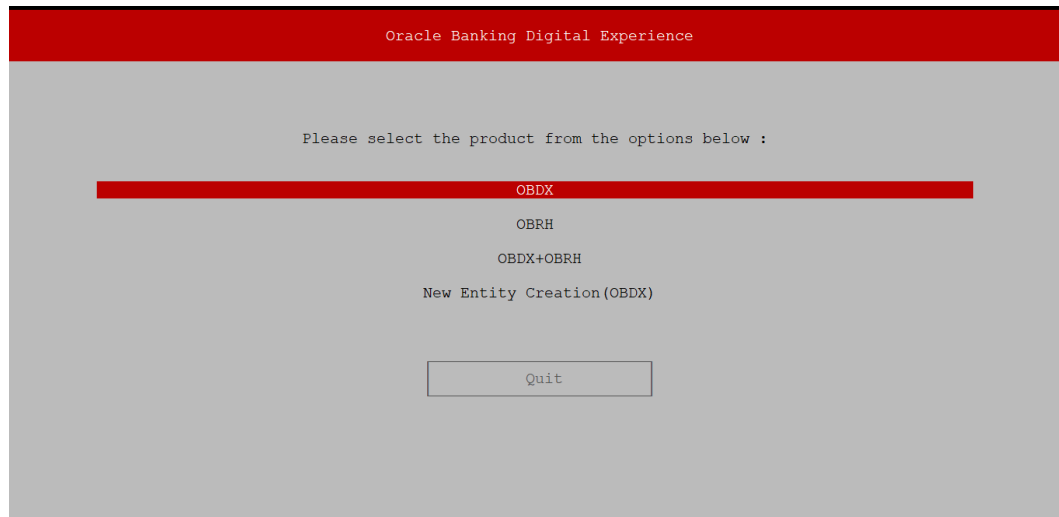 Oracle Banking Digital Experience
Please select the product from the options below :
OBDX
OBRH
OBDX+OBRH
New Entity Creation(OBDX)
Quit